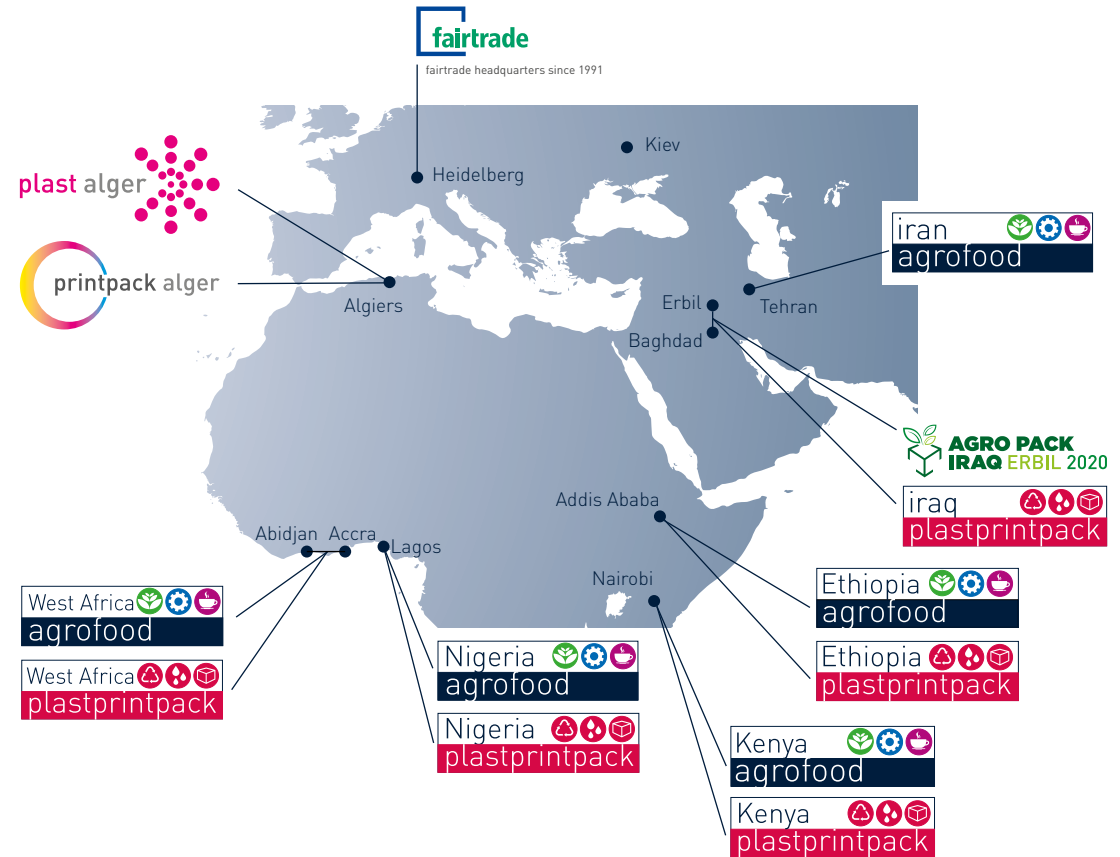 fairtrade
fairtrade headquarters since 1991
Kiev
Heidelberg
plast alger
printpack alger
Algiers
iran
agrofood
Erbil
Tehran
Baghdad
AGRO PACK
IRAQ ERBIL 2020
iraq
plastprintpack
Addis Ababa
Abidjan
Accra
Lagos
Nairobi
West Africa
agrofood
West Africa
plastprintpack
Nigeria
agrofood
Nigeria
plastprintpack
Ethiopia
agrofood
Ethiopia
plastprintpack
Kenya
agrofood
Kenya
plastprintpack